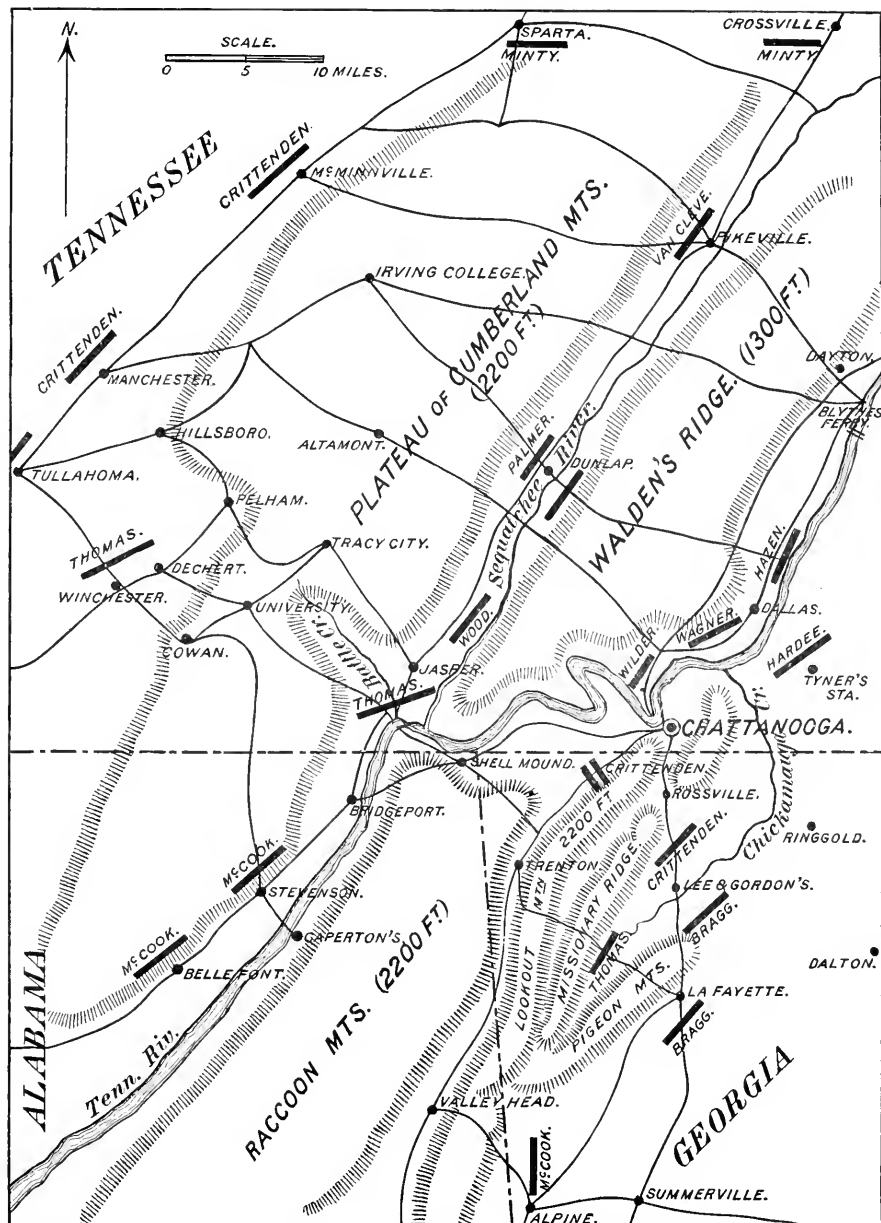 N.
SCALE.
0 5 10 MILES.
SPARTA.
MINTY.
CROSSVILLE.
MINTY.
TENNESSEE
CRITTENDEN.
McMINNVILLE.
VAN CLEVE.
PIKEVILLE.
IRVING COLLEGE.
PLATEAU OF CUMBERLAND MTS.
(2200 FT)
WALDEN'S RIDGE. (1300 FT)
CRITTENDEN.
MANCHESTER.
DAYTON.
BLYTHES
FERRY.
HILLSBORO.
ALTAMONT.
PALMER.
Sequatchee River.
DUNLAP.
TULLAHOMA.
PELHAM.
THOMAS.
TRACY CITY.
DECHERT.
WINCHESTER.
UNIVERSITY.
HAZEN.
DALLAS.
WAGNER.
WILDER.
HARDEE.
WOOD.
COWAN.
Battle Cr.
JASPER.
THOMAS.
TYNER'S
STA.
CHATTANOOGA.
Chickamauga Cr.
SHELL MOUND.
CRITTENDEN.
2200 FT
ROSSVILLE.
BRIDGEPORT.
RINGGOLD.
McCOOK.
TRENTON.
CRITTENDEN.
STEVENSON.
LEE & GORDON'S.
LOOKOUT MTN
MISSIONARY RIDGE
BRAGG.
CAPERTON'S.
McCOOK.
BELLEFONT.
THOMAS.
DALTON.
PIGEON MTS.
LA FAYETTE.
BRAGG.
RACCOON MTS. (2200 FT)
ALABAMA
Tenn. Riv.
GEORGIA
VALLEY HEAD.
McCOOK.
ALPINE.
SUMMERVILLE.